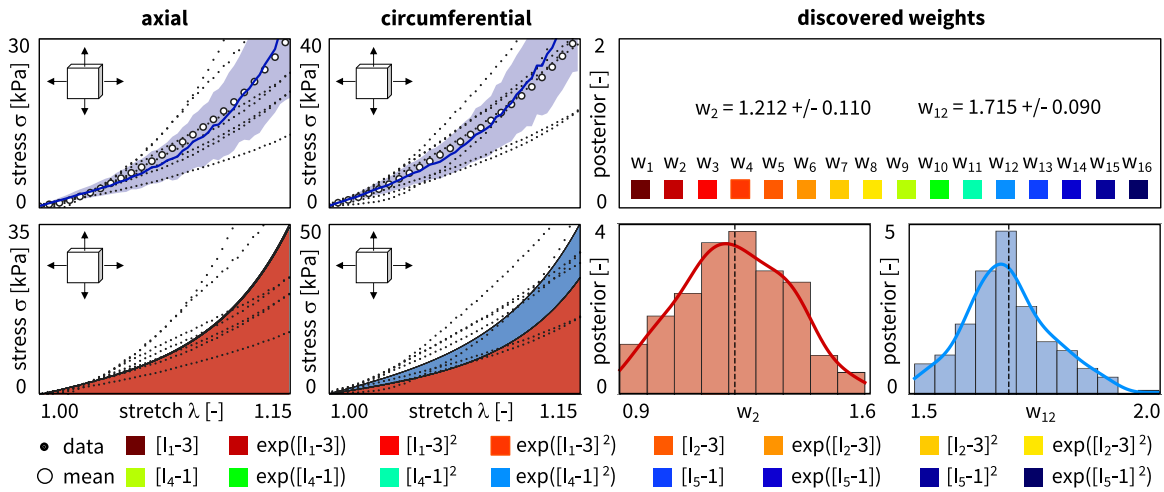 axial
circumferential
discovered weights
30
stress σ [kPa]
0
40
stress σ [kPa]
0
2
posterior [-]
0
w₂ = 1.212 +/- 0.110
w₁₂ = 1.715 +/- 0.090
w₁ w₂ w₃ w₄ w₅ w₆ w₇ w₈ w₉ w₁₀ w₁₁ w₁₂ w₁₃ w₁₄ w₁₅ w₁₆
35
stress σ [kPa]
0
1.00 stretch λ [-] 1.15
50
stress σ [kPa]
0
1.00 stretch λ [-] 1.15
4
posterior [-]
0
0.9 w₂ 1.6
5
posterior [-]
0
1.5 w₁₂ 2.0
data [I₁-3] exp([I₁-3]) [I₁-3]² exp([I₁-3]²) [I₂-3] exp([I₂-3]) [I₂-3]² exp([I₂-3]²)
mean [I₄-1] exp([I₄-1]) [I₄-1]² exp([I₄-1]²) [I₅-1] exp([I₅-1]) [I₅-1]² exp([I₅-1]²)